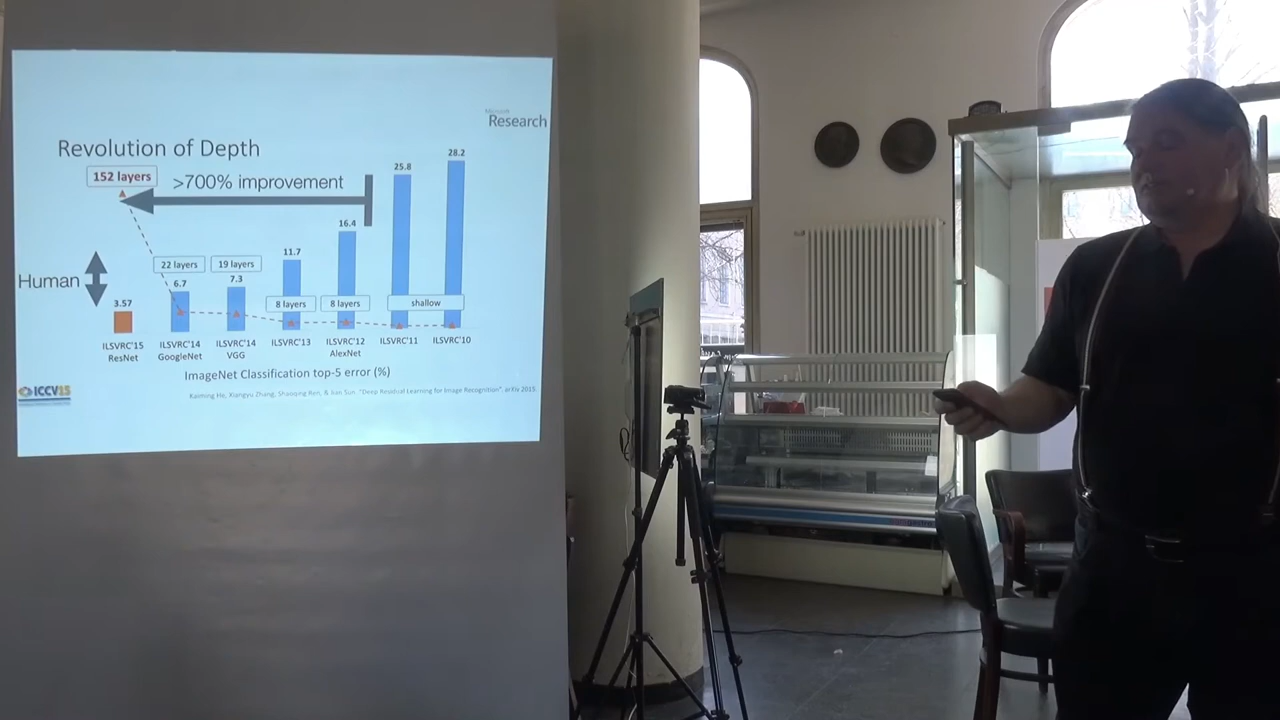 Microsoft
Research
Revolution of Depth
28.2
25.8
152 layers
>700% improvement
16.4
11.7
22 layers
19 layers
7.3
6.7
Human
3.57
8 layers
8 layers
shallow
ILSVRC'15
ResNet
ILSVRC'14
GoogleNet
ILSVRC'14
VGG
ILSVRC'13
ILSVRC'12
AlexNet
ILSVRC'11
ILSVRC'10
ImageNet Classification top-5 error (%)
ICCV15
Kaiming He, Xiangyu Zhang, Shaoqing Ren, & Jian Sun. "Deep Residual Learning for Image Recognition". arXiv 2015.